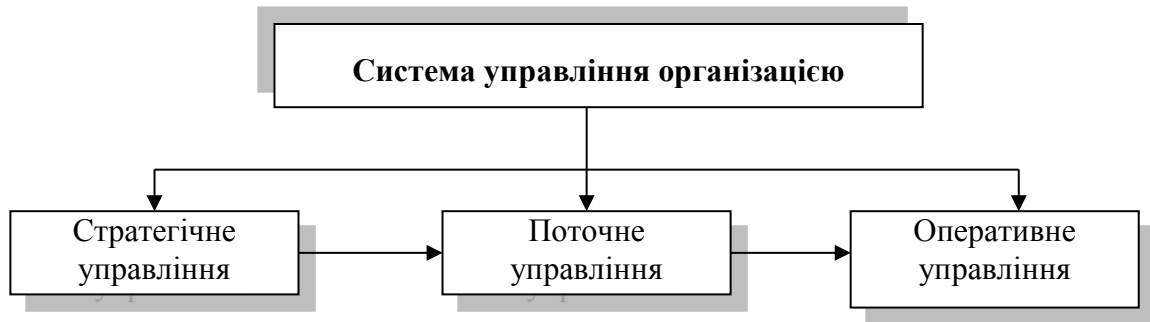 Система управління організацією
Стратегічне
управління
Поточне
управління
Оперативне
управління